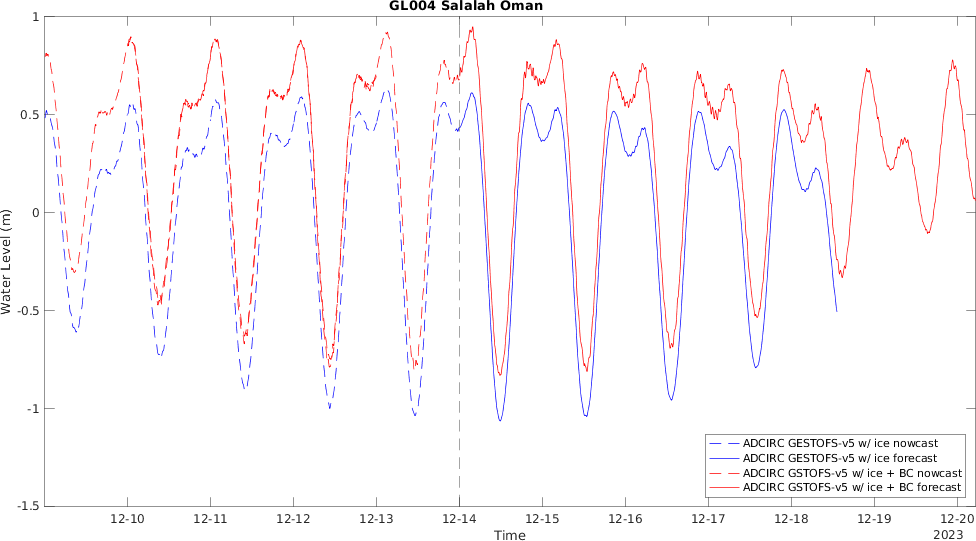 GL004 Salalah Oman
1
0.5
0
-0.5
-1
-1.5
Water Level (m)
12-10 12-11 12-12 12-13 12-14 12-15 12-16 12-17 12-18 12-19 12-20
Time
2023
ADCIRC GESTOFS-v5 w/ ice nowcast
ADCIRC GESTOFS-v5 w/ ice forecast
ADCIRC GSTOFS-v5 w/ ice + BC nowcast
ADCIRC GSTOFS-v5 w/ ice + BC forecast